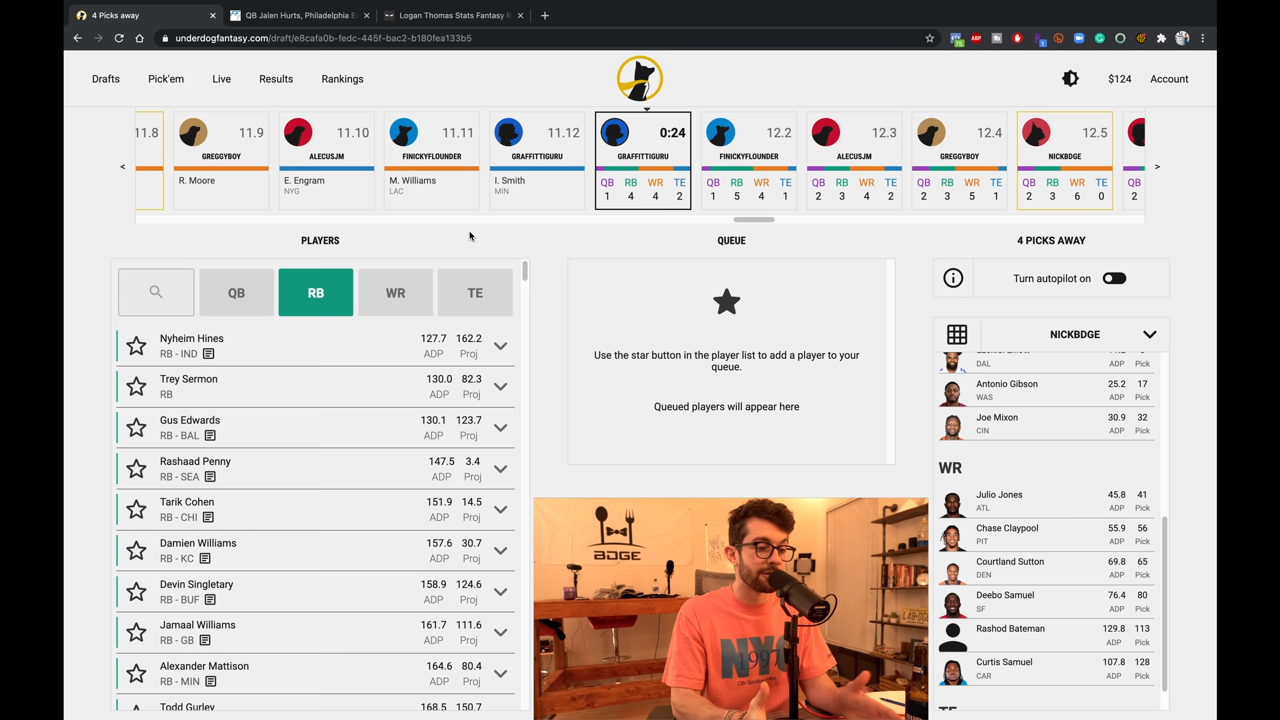 4 Picks away
QB Jalen Hurts, Philadelphia E
Logan Thomas Stats Fantasy R
underdogfantasy.com/draft/e8cafa0b-fedc-445f-bac2-b180fea133b5
Drafts Pick'em Live Results Rankings
$124 Account
11.8
11.9
GREGGYBOY
R. Moore
11.10
ALECUSJM
E. Engram
NYG
11.11
FINICKYFLOUNDER
M. Williams
LAC
11.12
GRAFFITTIGURU
I. Smith
MIN
0:24
GRAFFITTIGURU
QB RB WR TE
1 4 4 2
12.2
FINICKYFLOUNDER
QB RB WR TE
1 5 4 1
12.3
ALECUSJM
QB RB WR TE
2 3 4 2
12.4
GREGGYBOY
QB RB WR TE
2 3 5 1
12.5
NICKBDGE
QB RB WR TE
2 3 6 0
QB
2
< >
PLAYERS
QB RB WR TE
Nyheim Hines 127.7 162.2
RB - IND ADP Proj
Trey Sermon 130.0 82.3
RB ADP Proj
Gus Edwards 130.1 123.7
RB - BAL ADP Proj
Rashaad Penny 147.5 3.4
RB - SEA ADP Proj
Tarik Cohen 151.9 14.5
RB - CHI ADP Proj
Damien Williams 157.6 30.7
RB - KC ADP Proj
Devin Singletary 158.9 124.6
RB - BUF ADP Proj
Jamaal Williams 161.7 111.6
RB - GB ADP Proj
Alexander Mattison 164.6 80.4
RB - MIN ADP Proj
Todd Gurley 168.5 150.7
QUEUE
Use the star button in the player list to add a player to your
queue.
Queued players will appear here
BDGE
NYC
1997
4 PICKS AWAY
Turn autopilot on
NICKBDGE
DAL ADP Pick
Antonio Gibson 25.2 17
WAS ADP Pick
Joe Mixon 30.9 32
CIN ADP Pick
WR
Julio Jones 45.8 41
ATL ADP Pick
Chase Claypool 55.9 56
PIT ADP Pick
Courtland Sutton 69.8 65
DEN ADP Pick
Deebo Samuel 76.4 80
SF ADP Pick
Rashod Bateman 129.8 113
ADP Pick
Curtis Samuel 107.8 128
CAR ADP Pick
TE